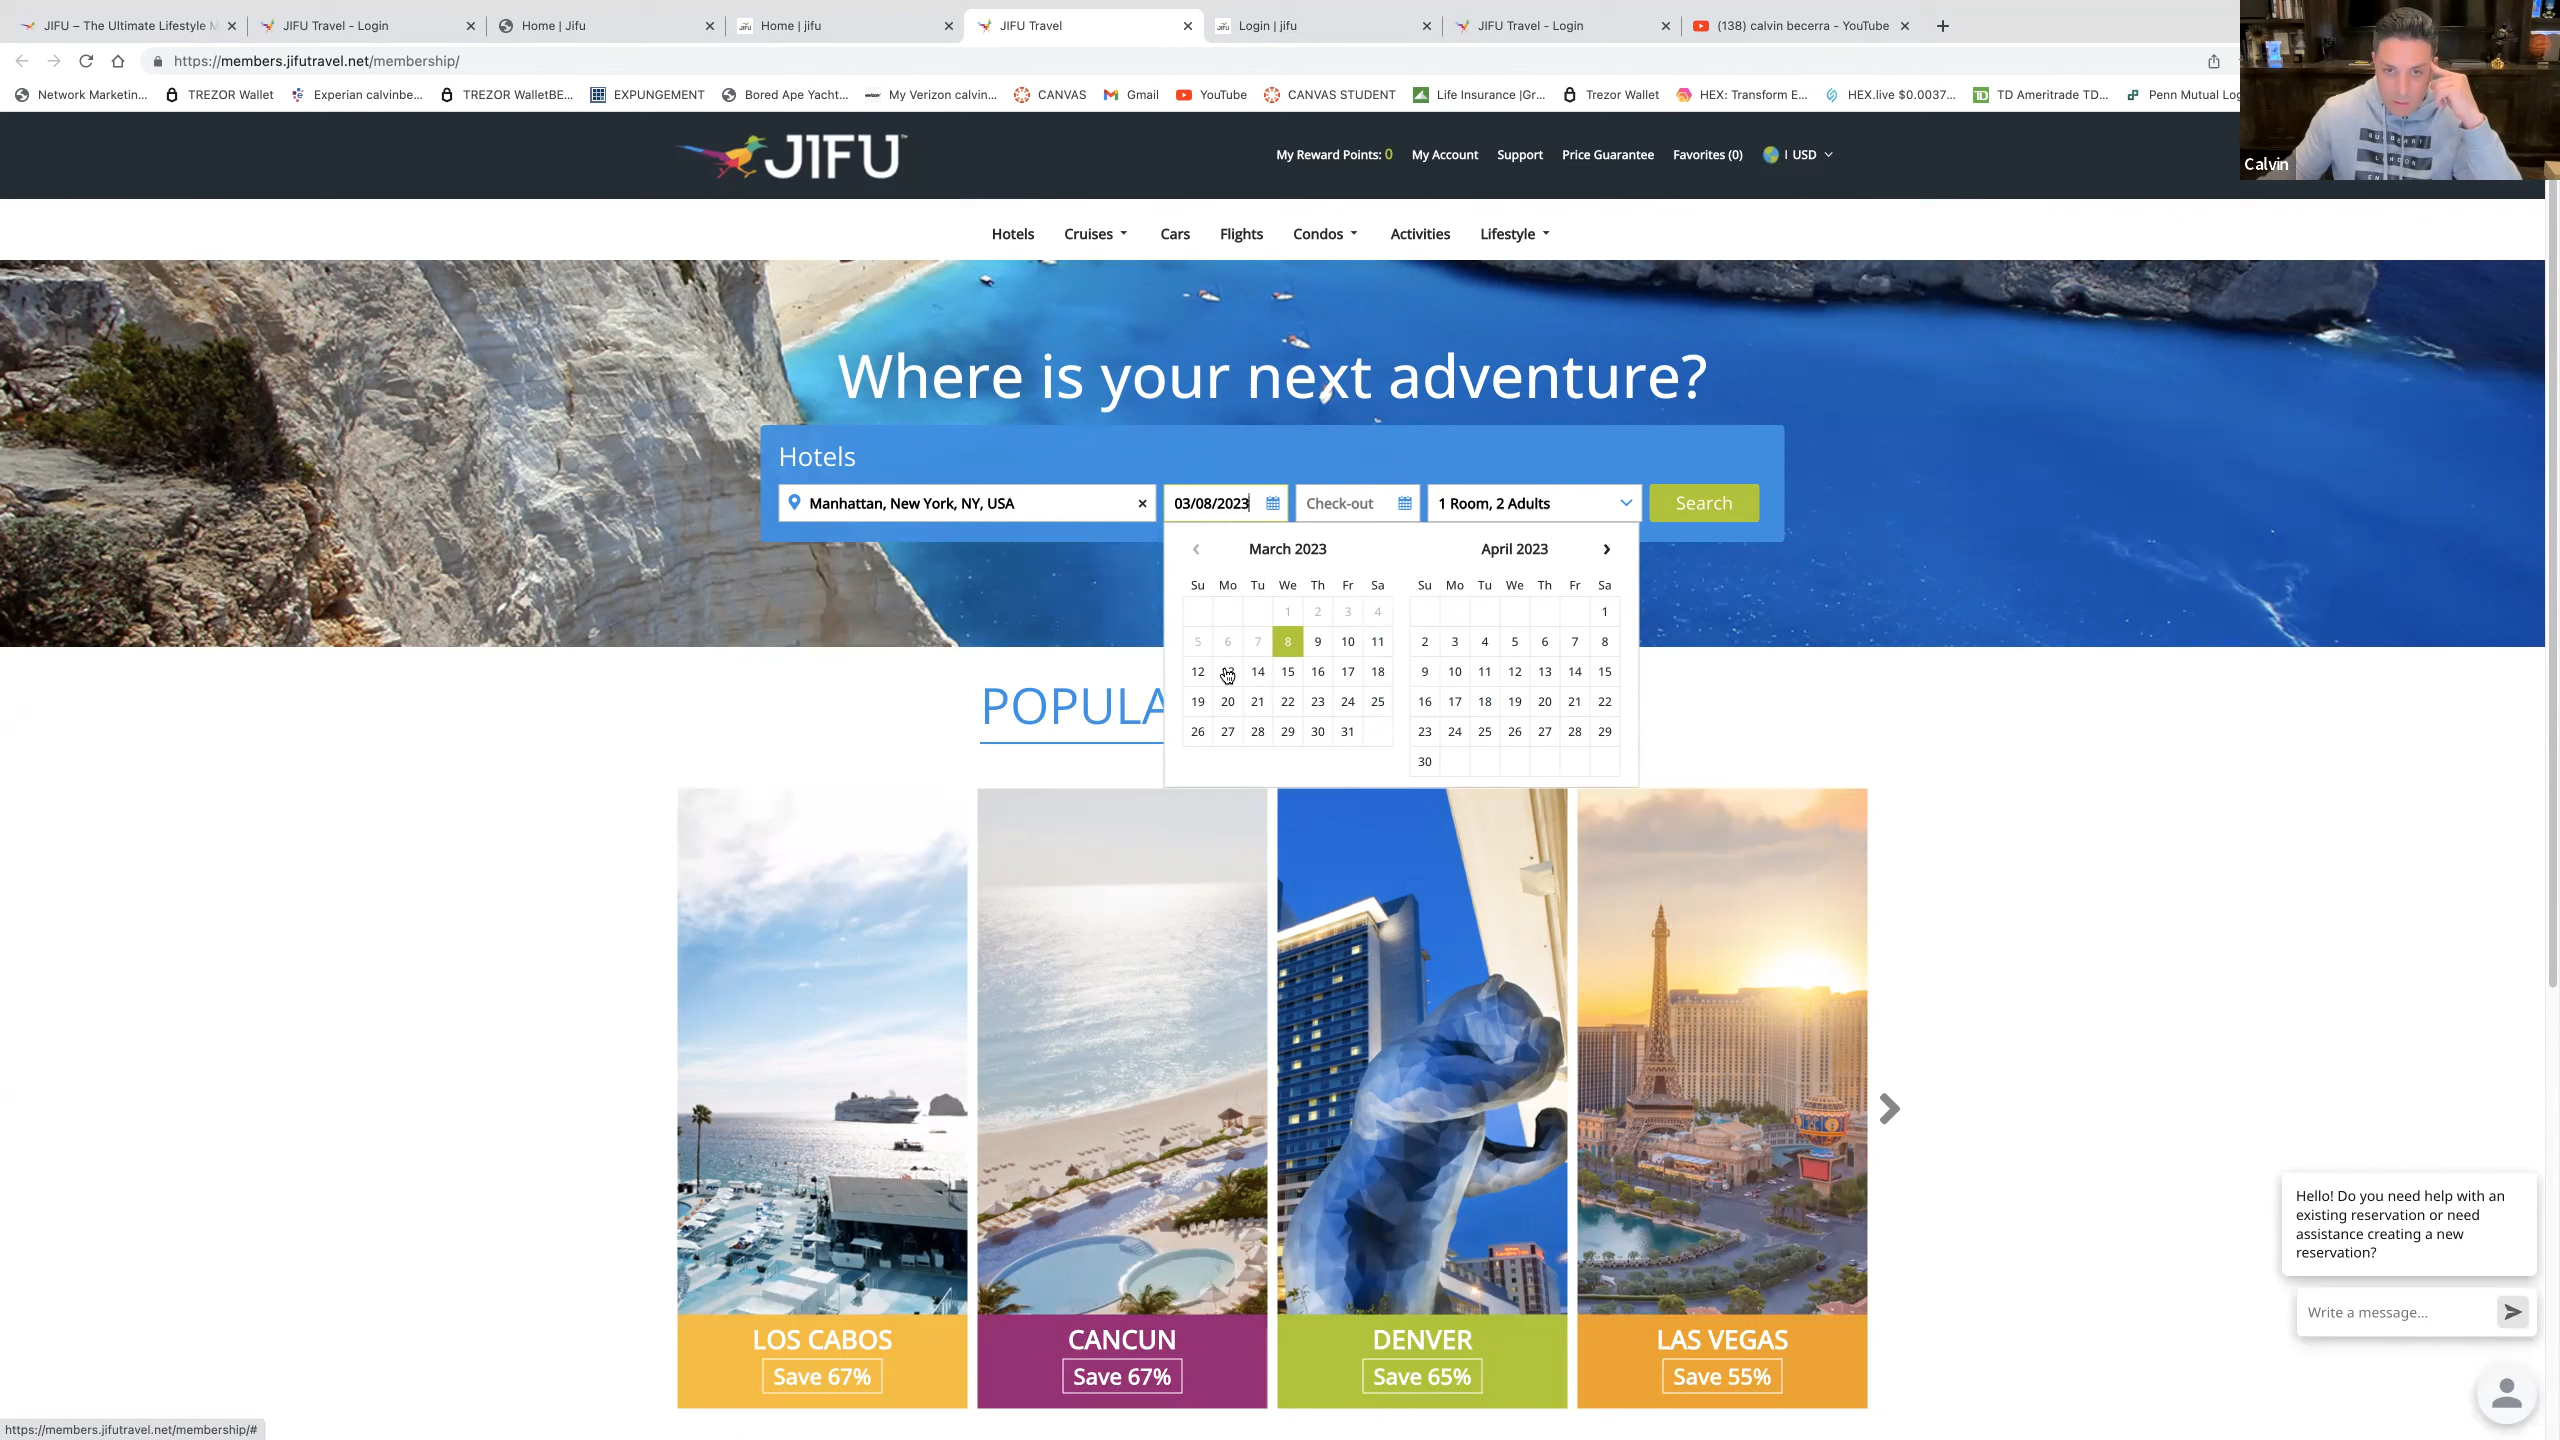 JIFU – The Ultimate Lifestyle M
JIFU Travel - Login
Home | Jifu
Home | jifu
JIFU Travel
Login | jifu
JIFU Travel - Login
(138) calvin becerra - YouTube
https://members.jifutravel.net/membership/
Network Marketin...
TREZOR Wallet
Experian calvinbe...
TREZOR WalletBE...
EXPUNGEMENT
Bored Ape Yacht...
My Verizon calvin...
CANVAS
Gmail
YouTube
CANVAS STUDENT
Life Insurance |Gr...
Trezor Wallet
HEX: Transform E...
HEX.live $0.0037...
TD Ameritrade TD...
Penn Mutual Log
BURBERRY
LONDON
Calvin
JIFU
My Reward Points: 0
My Account
Support
Price Guarantee
Favorites (0)
| USD
Hotels
Cruises
Cars
Flights
Condos
Activities
Lifestyle
Where is your next adventure?
Hotels
Manhattan, New York, NY, USA
03/08/2023
Check-out
1 Room, 2 Adults
Search
March 2023
Su Mo Tu We Th Fr Sa
1 2 3 4
5 6 7 8 9 10 11
12 13 14 15 16 17 18
19 20 21 22 23 24 25
26 27 28 29 30 31
April 2023
Su Mo Tu We Th Fr Sa
1
2 3 4 5 6 7 8
9 10 11 12 13 14 15
16 17 18 19 20 21 22
23 24 25 26 27 28 29
30
POPULA
LOS CABOS
Save 67%
CANCUN
Save 67%
DENVER
Save 65%
LAS VEGAS
Save 55%
Hello! Do you need help with an
existing reservation or need
assistance creating a new
reservation?
Write a message...
https://members.jifutravel.net/membership/#